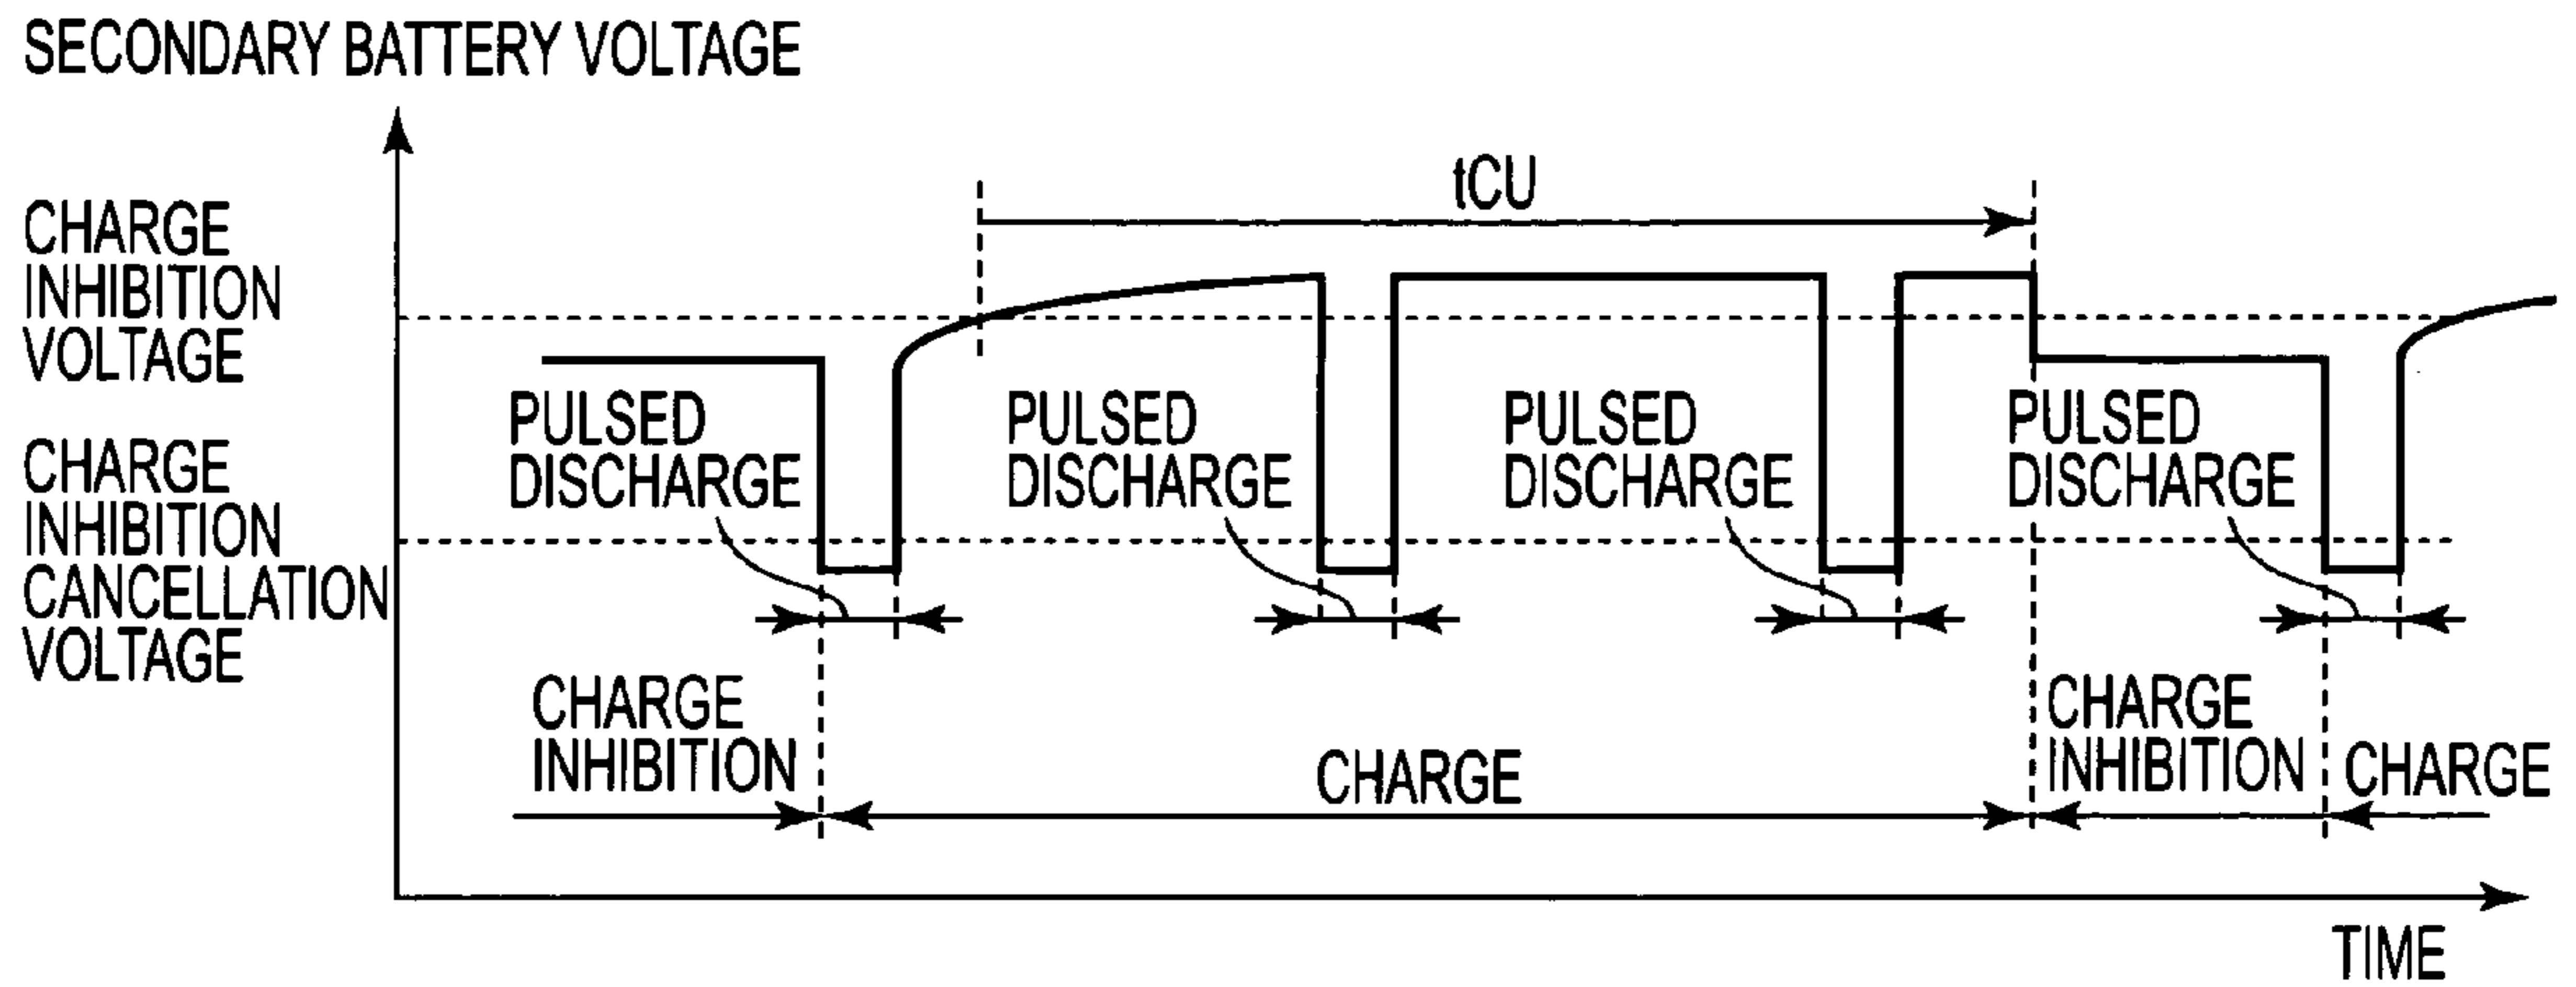 SECONDARY BATTERY VOLTAGE
tCU
CHARGE
INHIBITION
VOLTAGE
PULSED
DISCHARGE
PULSED
DISCHARGE
PULSED
DISCHARGE
PULSED
DISCHARGE
CHARGE
INHIBITION
CANCELLATION
VOLTAGE
CHARGE
INHIBITION
CHARGE
CHARGE
INHIBITION
CHARGE
TIME